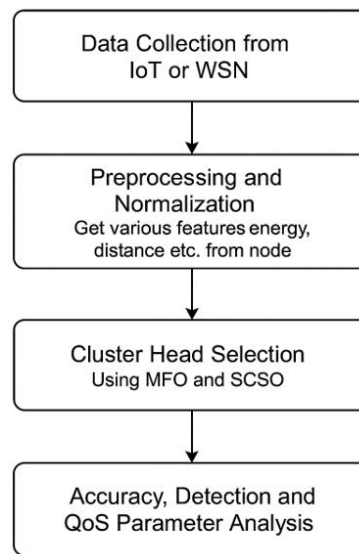 Data Collection from
IoT or WSN
Preprocessing and
Normalization
Get various features energy,
distance etc. from node
Cluster Head Selection
Using MFO and SCSO
Accuracy, Detection and
QoS Parameter Analysis